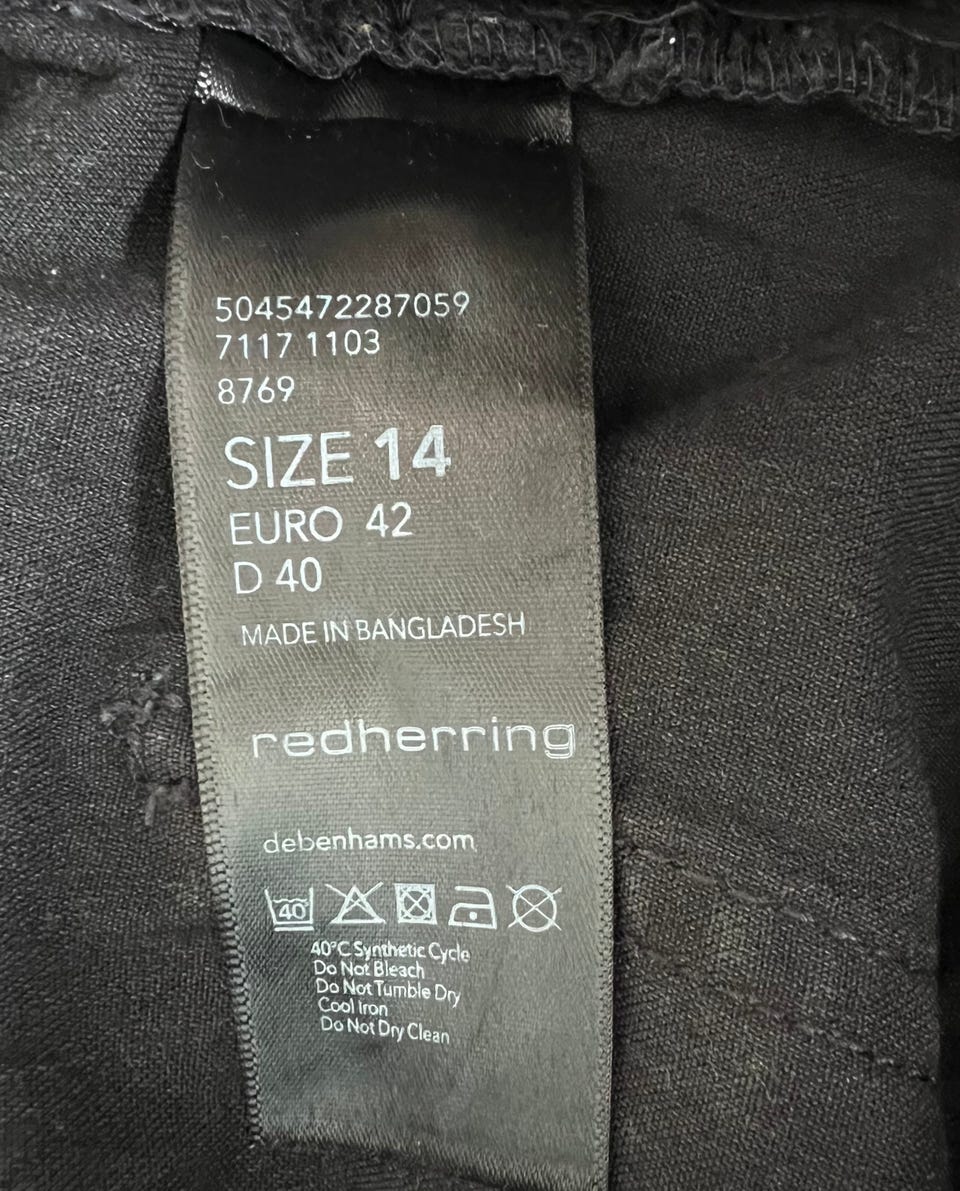 5045472287059
7117 1103
8769
SIZE 14
EURO 42
D 40
MADE IN BANGLADESH
redherring
debenhams.com
40
40°C Synthetic Cycle
Do Not Bleach
Do Not Tumble Dry
Cool Iron
Do Not Dry Clean